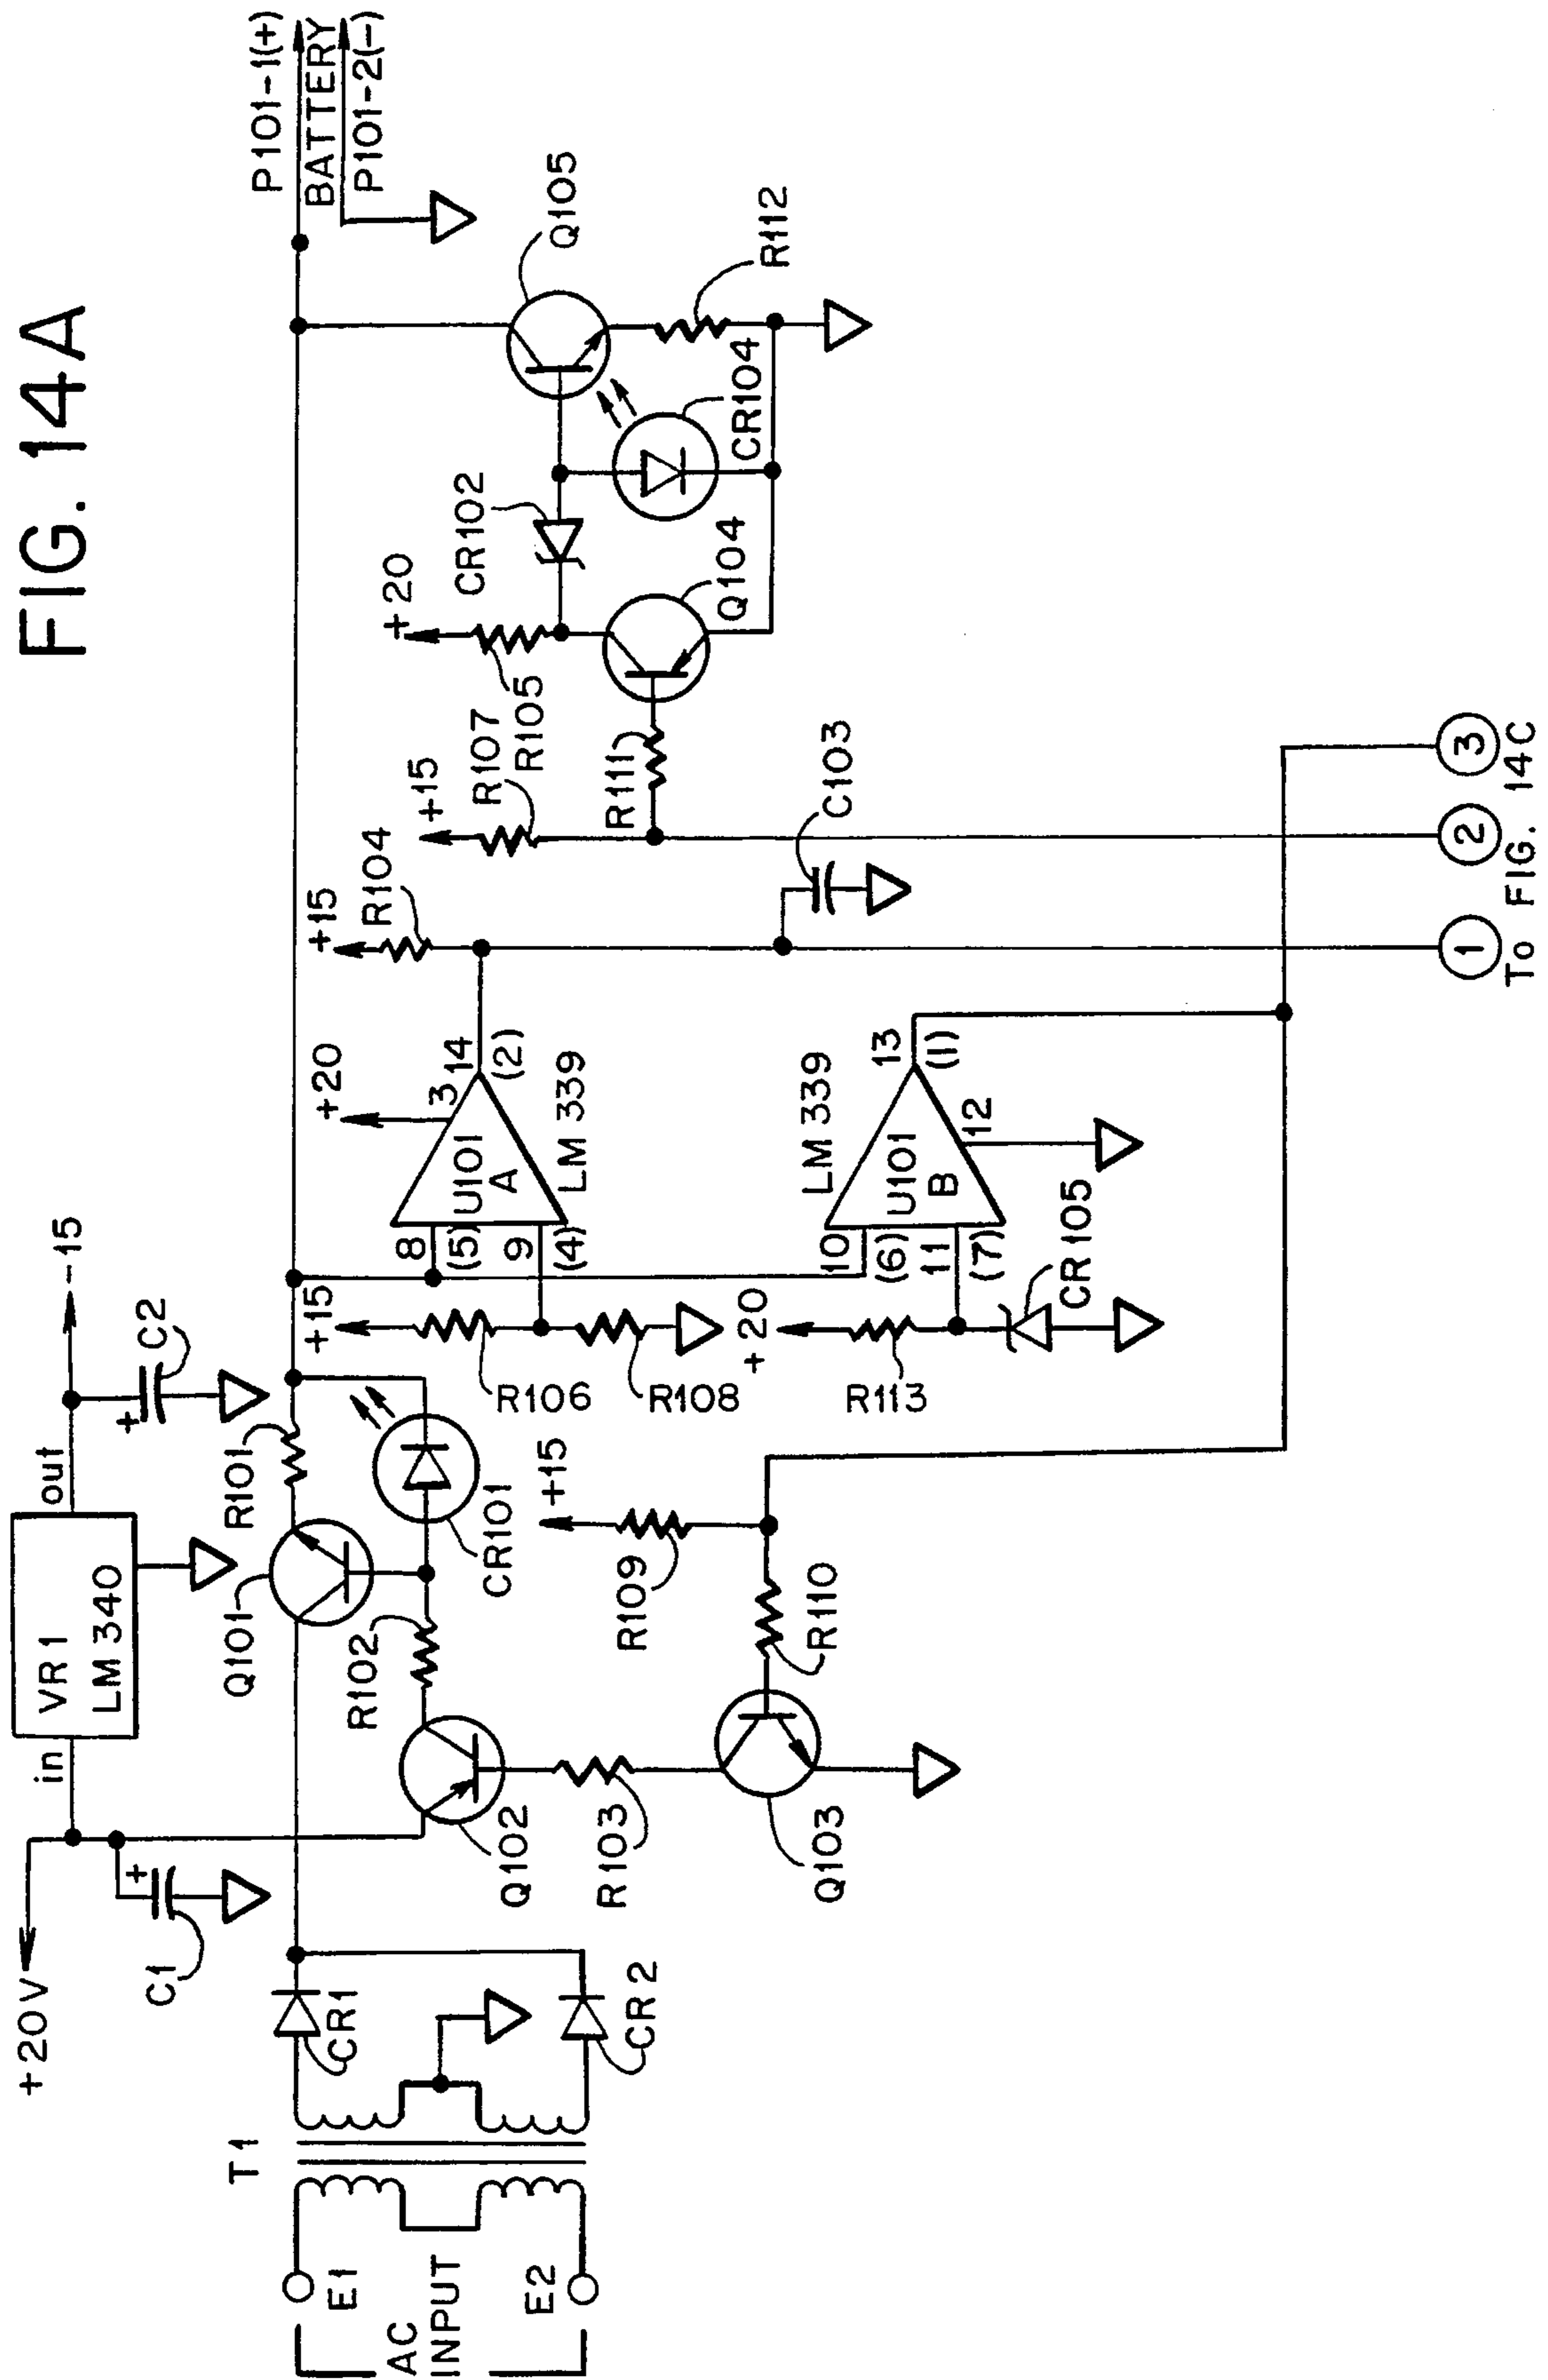 FIG. 14A
+20V
in
VR1
LM 340
out
-15
C1
+
C2
+
T1
AC
INPUT
E1
E2
CR1
CR2
Q101
R101
R102
CR101
Q102
R103
Q103
R109
+15
R110
+15
R106
R108
+20
R113
CR105
8
(5)
9
(4)
U101
A
3
+20
14
(2)
LM 339
LM 339
10
(6)
11
(7)
U101
B
12
13
(1)
+15
R104
+15
R107
R105
+20
R111
C103
Q104
CR102
CR104
Q105
R112
P101-1(+)
BATTERY
P101-2(-)
1
2
3
To FIG. 14C